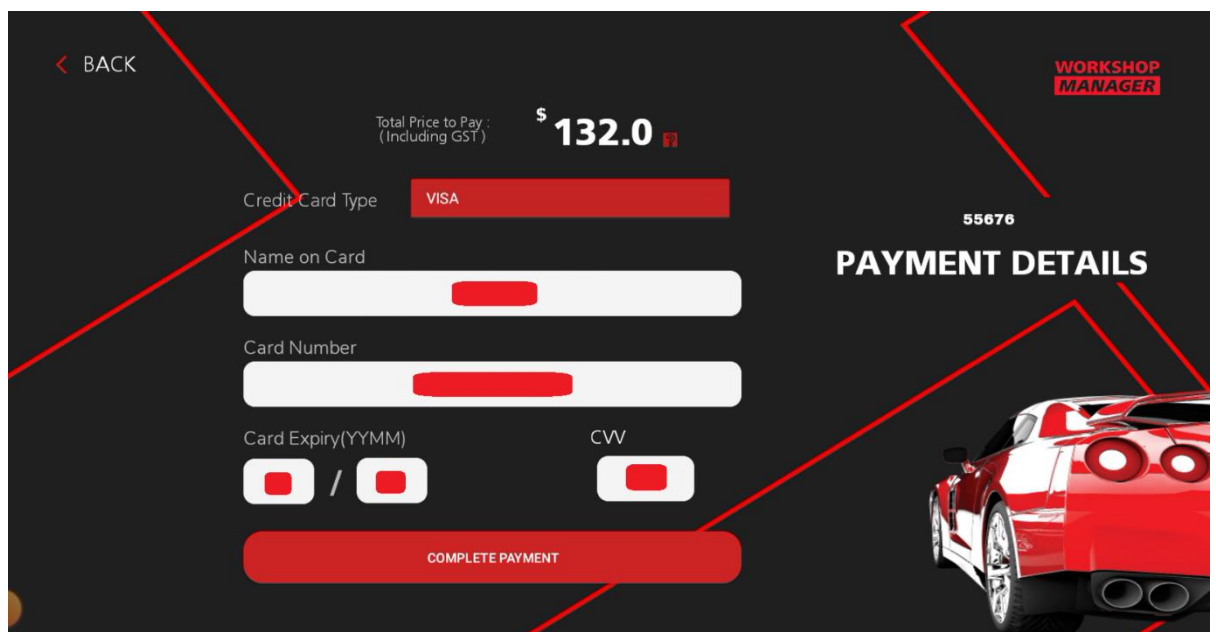 BACK
WORKSHOP
MANAGER
Total Price to Pay :
(Including GST)
$ 132.0 ?
Credit Card Type
VISA
55676
PAYMENT DETAILS
Name on Card
Card Number
Card Expiry(YYMM)
CVV
/
COMPLETE PAYMENT